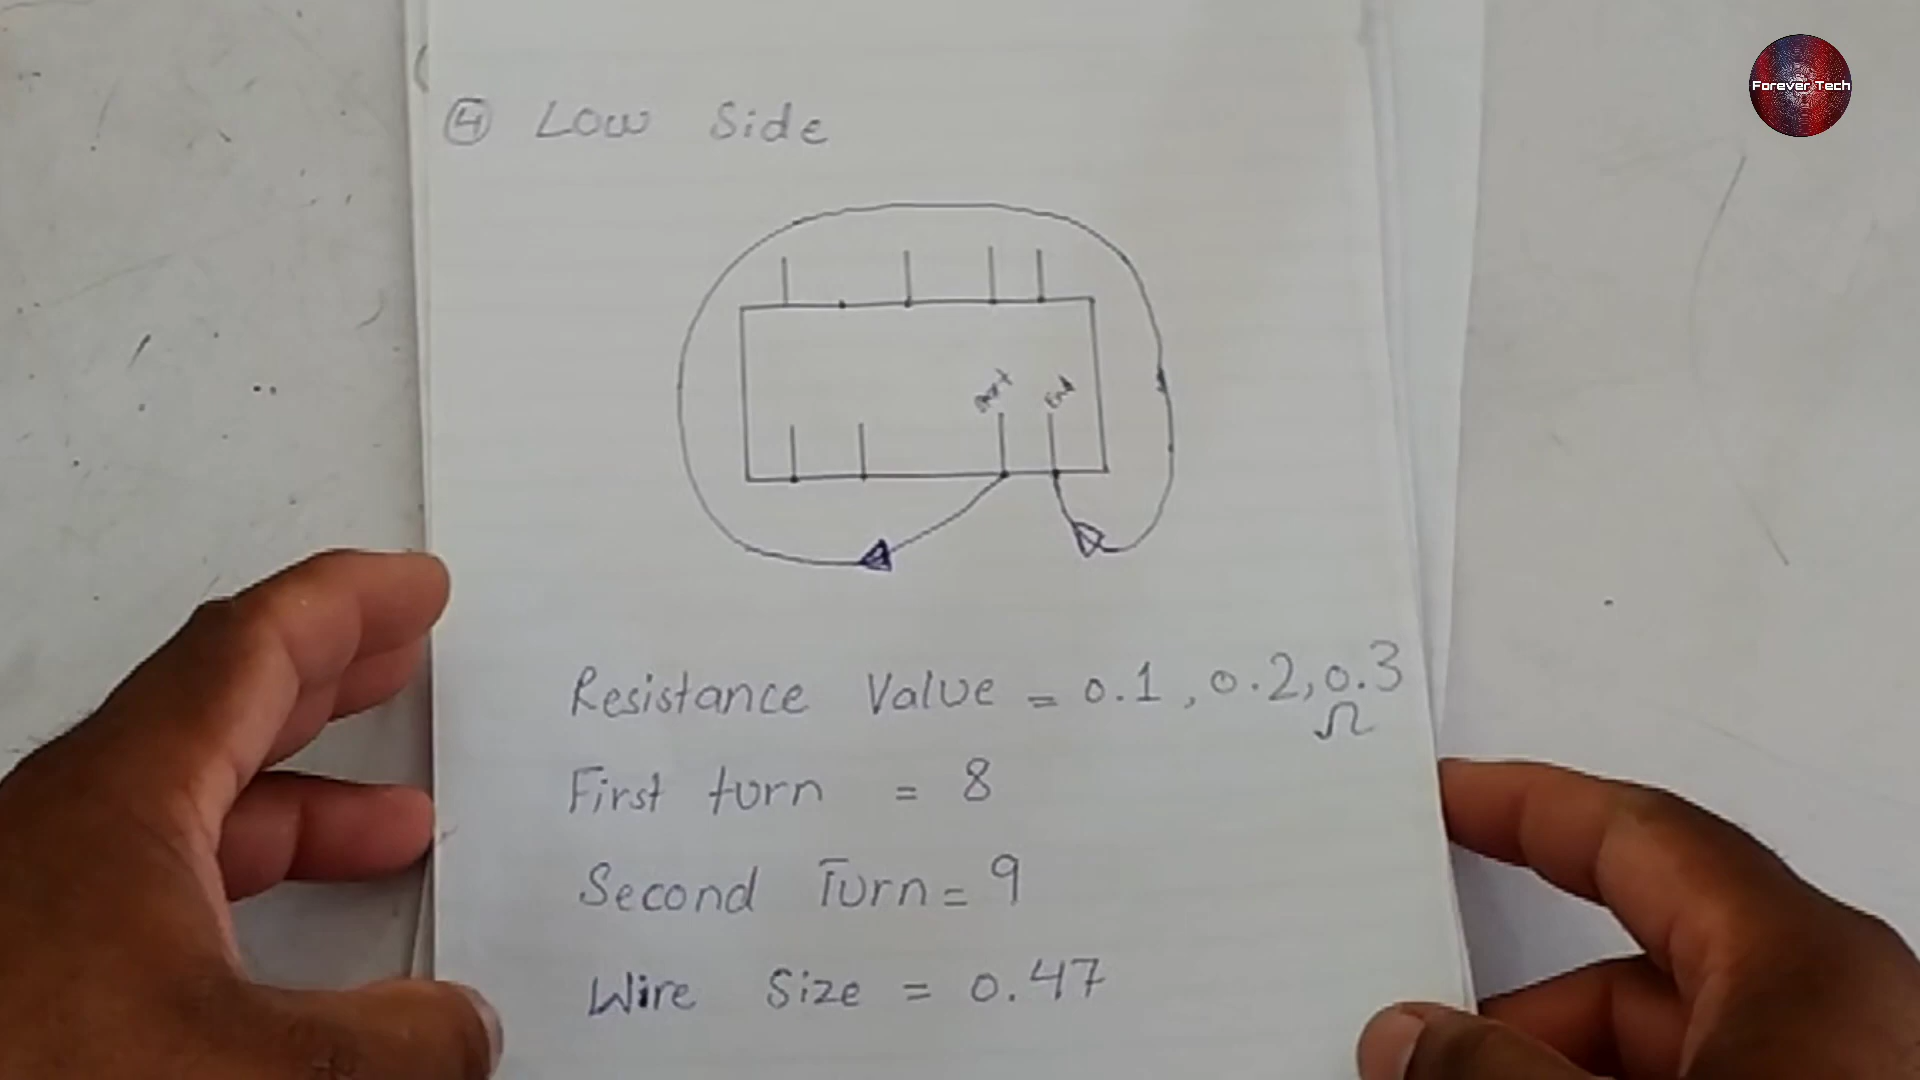 Forever Tech
④ Low Side
Start
End
Resistance Value = 0.1, 0.2, 0.3
Ω
First turn = 8
Second Turn = 9
Wire Size = 0.47